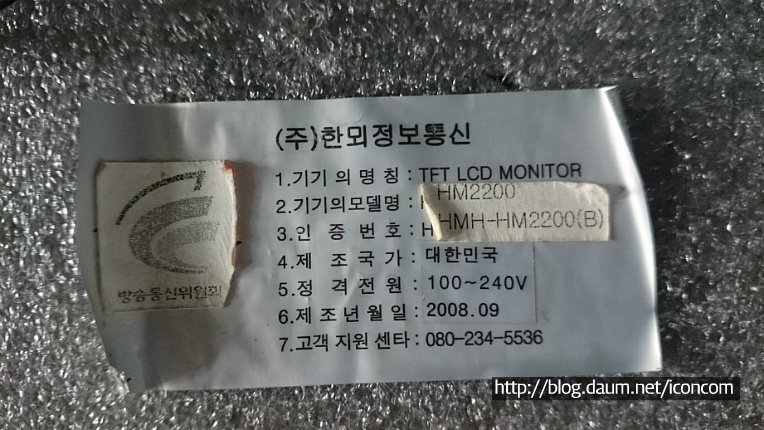 (주)한뫼정보통신
1.기기 의 명 칭 : TFT LCD MONITOR
2.기기의모델명 : HM2200
3.인 증 번 호 : HMH-HM2200(B)
4.제 조 국 가 : 대한민국
5.정 격 전 원 : 100~240V
6.제 조 년 월 일 : 2008.09
7.고객 지원 센타 : 080-234-5536
방송통신위원회
http://blog.daum.net/iconcom